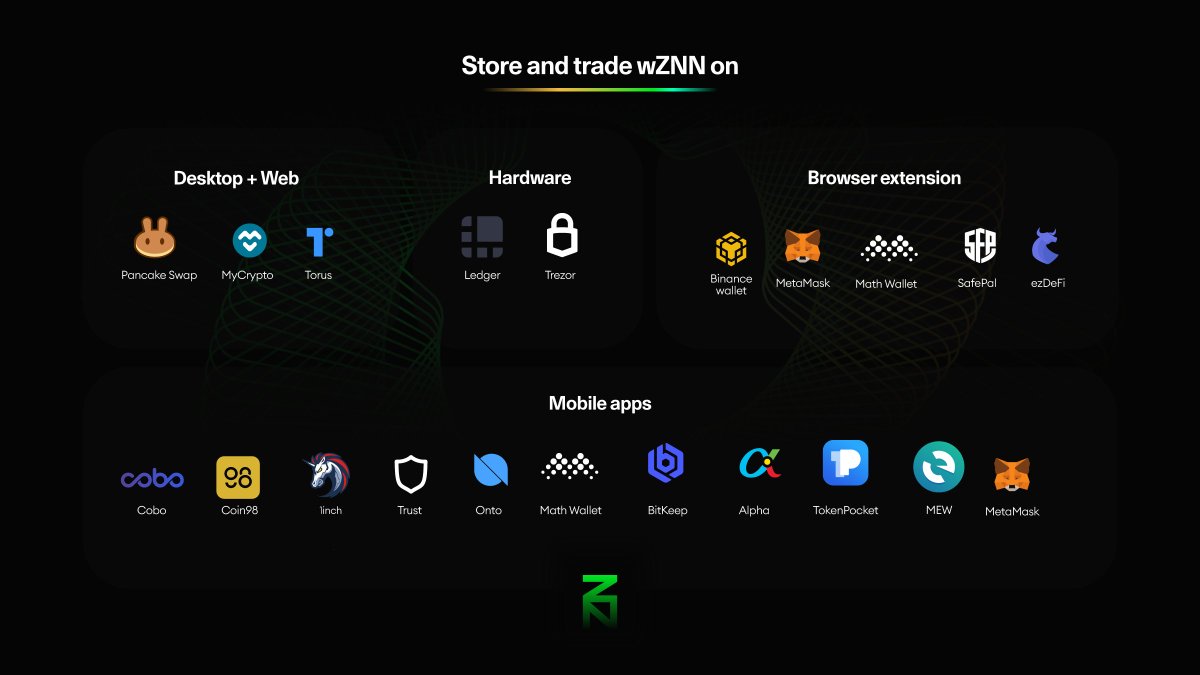 Store and trade wZNN on
Desktop + Web
Pancake Swap
MyCrypto
Torus
Hardware
Ledger
Trezor
Browser extension
Binance
wallet
MetaMask
Math Wallet
SFP
SafePal
ezDeFi
Mobile apps
cobo
Cobo
98
Coin98
1inch
Trust
Onto
Math Wallet
BitKeep
Alpha
TokenPocket
MEW
MetaMask